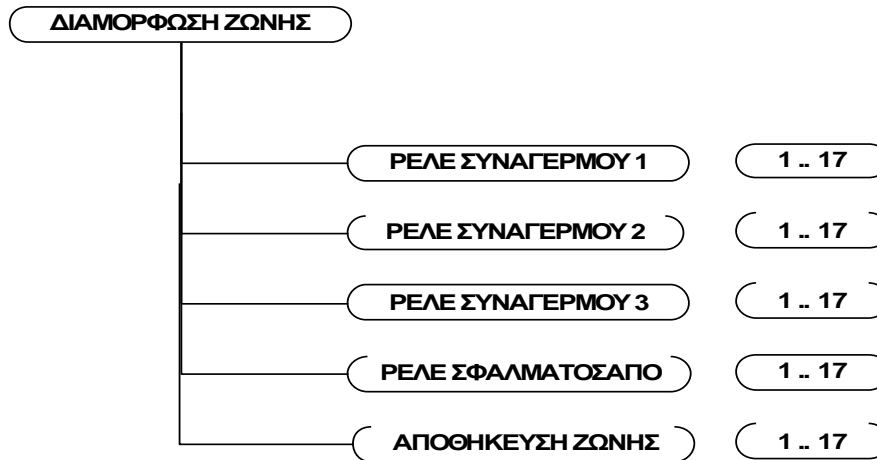 ΔΙΑΜΟΡΦΩΣΗ ΖΩΝΗΣ
ΡΕΛΕ ΣΥΝΑΓΕΡΜΟΥ 1 1 .. 17
ΡΕΛΕ ΣΥΝΑΓΕΡΜΟΥ 2 1 .. 17
ΡΕΛΕ ΣΥΝΑΓΕΡΜΟΥ 3 1 .. 17
ΡΕΛΕ ΣΦΑΛΜΑΤΟΣΑΠΟ 1 .. 17
ΑΠΟΘΗΚΕΥΣΗ ΖΩΝΗΣ 1 .. 17